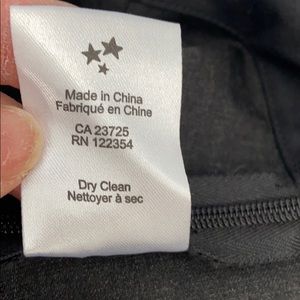 Made in China
Fabriqué en Chine
CA 23725
RN 122354
Dry Clean
Nettoyer à sec